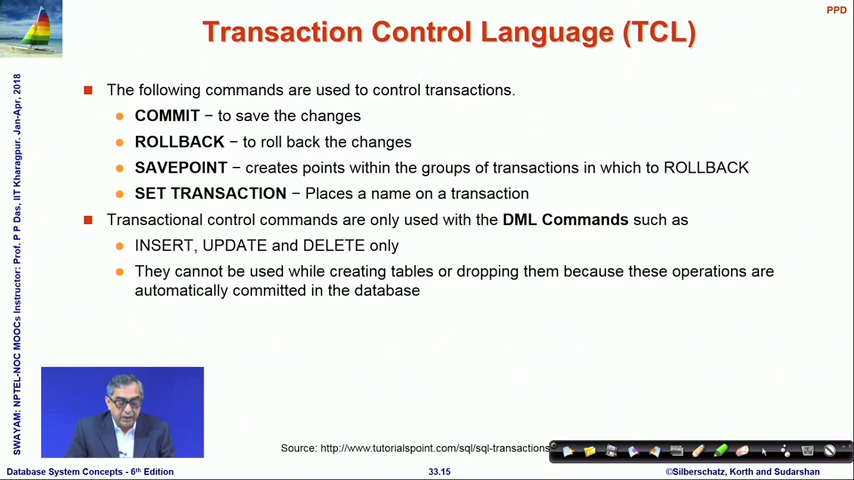 PPD
Transaction Control Language (TCL)
The following commands are used to control transactions.
COMMIT − to save the changes
ROLLBACK − to roll back the changes
SAVEPOINT − creates points within the groups of transactions in which to ROLLBACK
SET TRANSACTION − Places a name on a transaction
Transactional control commands are only used with the DML Commands such as
INSERT, UPDATE and DELETE only
They cannot be used while creating tables or dropping them because these operations are
automatically committed in the database
SWAYAM: NPTEL-NOC MOOCs Instructor: Prof. P P Das, IIT Kharagpur. Jan-Apr, 2018
Source: http://www.tutorialspoint.com/sql/sql-transactions
Database System Concepts - 6th Edition
33.15
©Silberschatz, Korth and Sudarshan